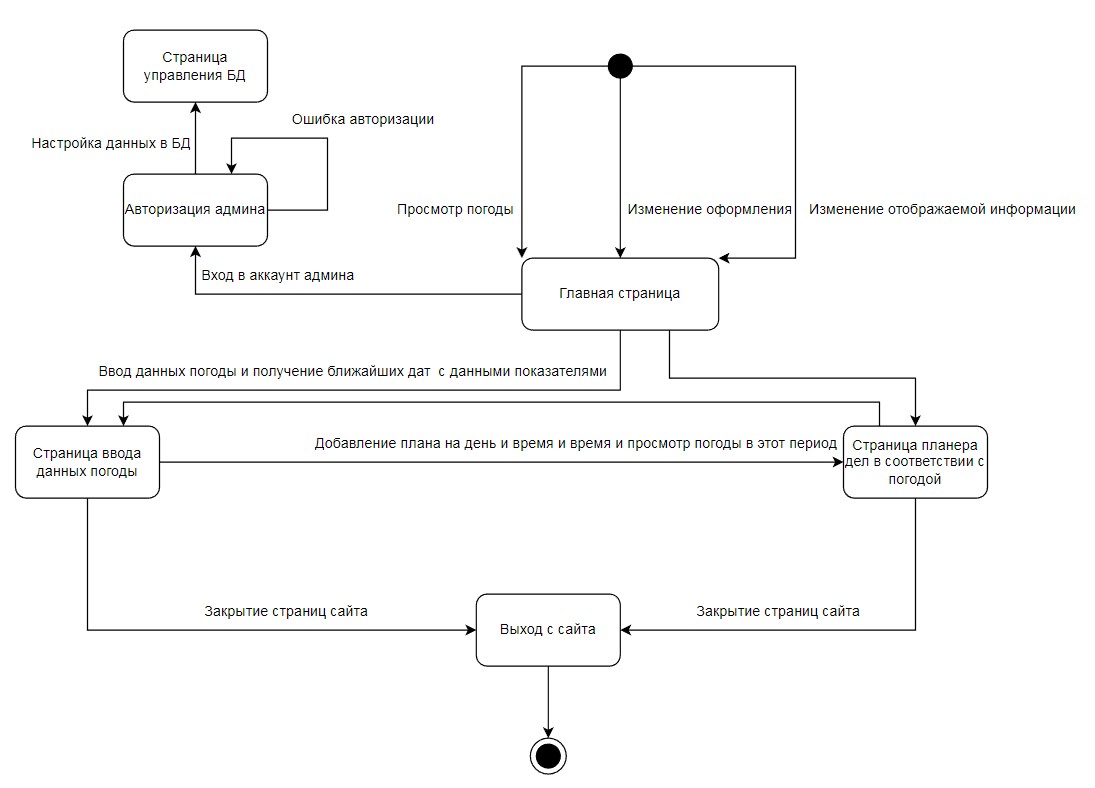 Страница
управления БД
Ошибка авторизации
Настройка данных в БД
Авторизация админа
Просмотр погоды
Изменение оформления
Изменение отображаемой информации
Вход в аккаунт админа
Главная страница
Ввод данных погоды и получение ближайших дат с данными показателями
Страница ввода
данных погоды
Добавление плана на день и время и время и просмотр погоды в этот период
Страница планера
дел в соответствии с
погодой
Закрытие страниц сайта
Выход с сайта
Закрытие страниц сайта